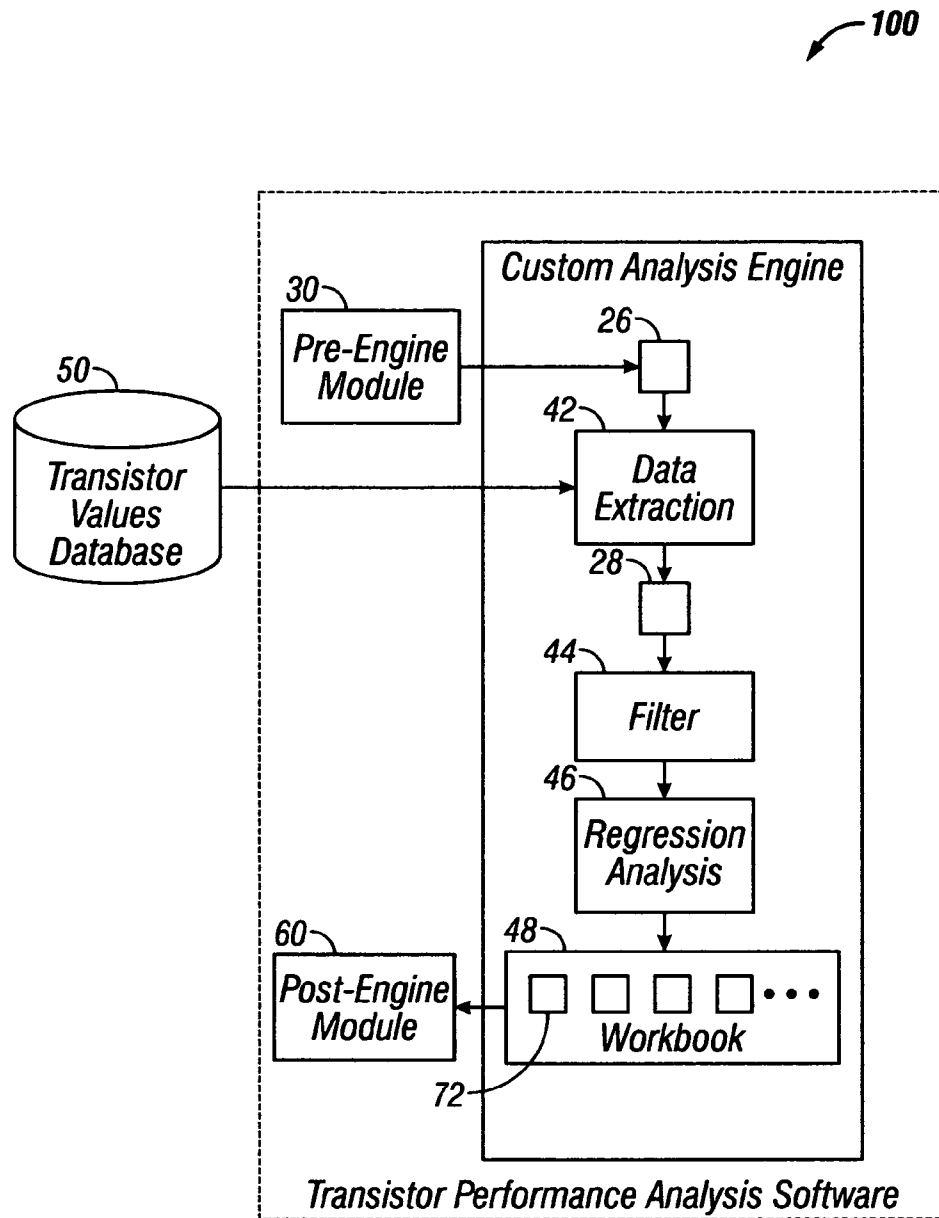 100
Custom Analysis Engine
30
Pre-Engine
Module
26
50
Transistor
Values
Database
42
Data
Extraction
28
44
Filter
46
Regression
Analysis
60
Post-Engine
Module
48
Workbook
72
Transistor Performance Analysis Software